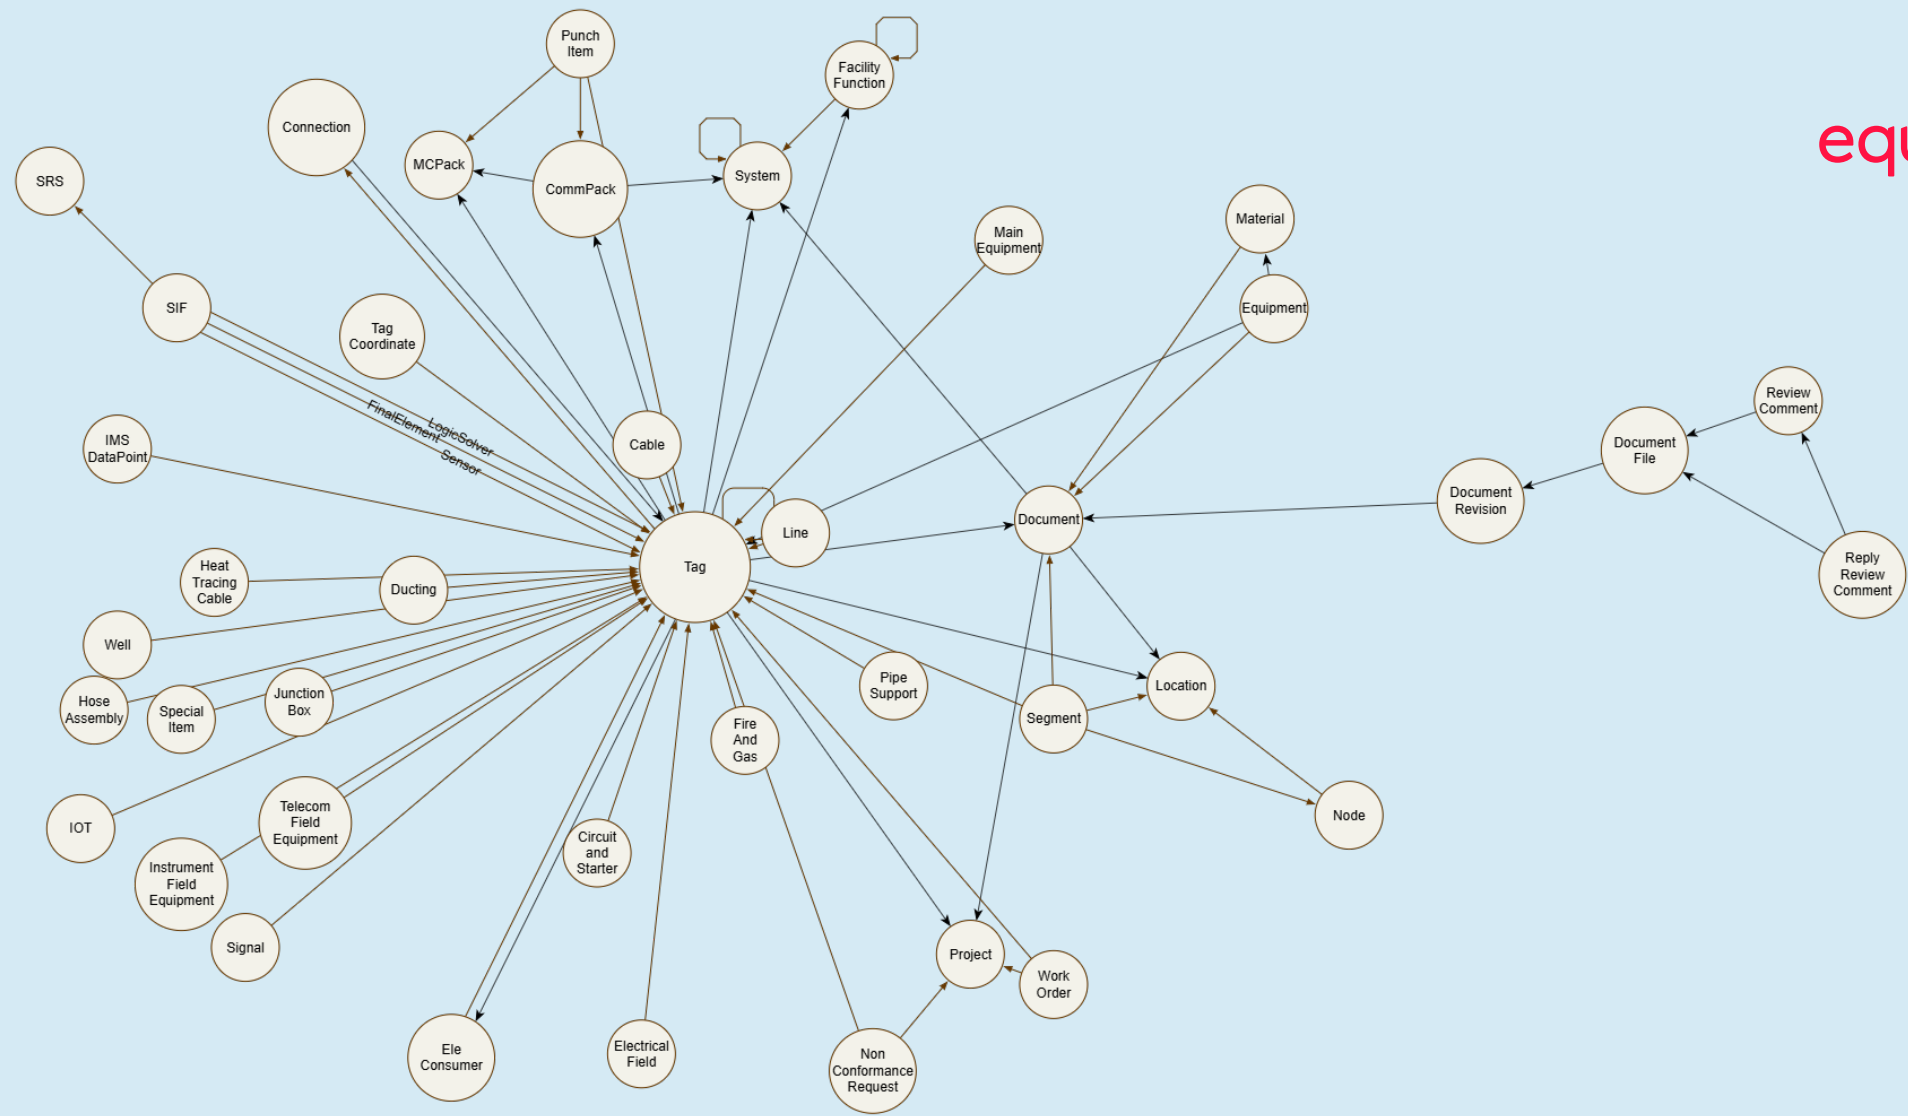 Punch
Item
Facility
Function
Connection
equ
MCPack
SRS
System
CommPack
Material
Main
Equipment
SIF
Equipment
Tag
Coordinate
Review
Comment
FinalElement
LogicSolver
Sensor
IMS
DataPoint
Cable
Document
File
Document
Revision
Document
Line
Tag
Heat
Tracing
Cable
Ducting
Reply
Review
Comment
Well
Pipe
Support
Location
Hose
Assembly
Special
Item
Junction
Box
Segment
Fire
And
Gas
IOT
Telecom
Field
Equipment
Node
Circuit
and
Starter
Instrument
Field
Equipment
Signal
Project
Work
Order
Ele
Consumer
Electrical
Field
Non
Conformance
Request